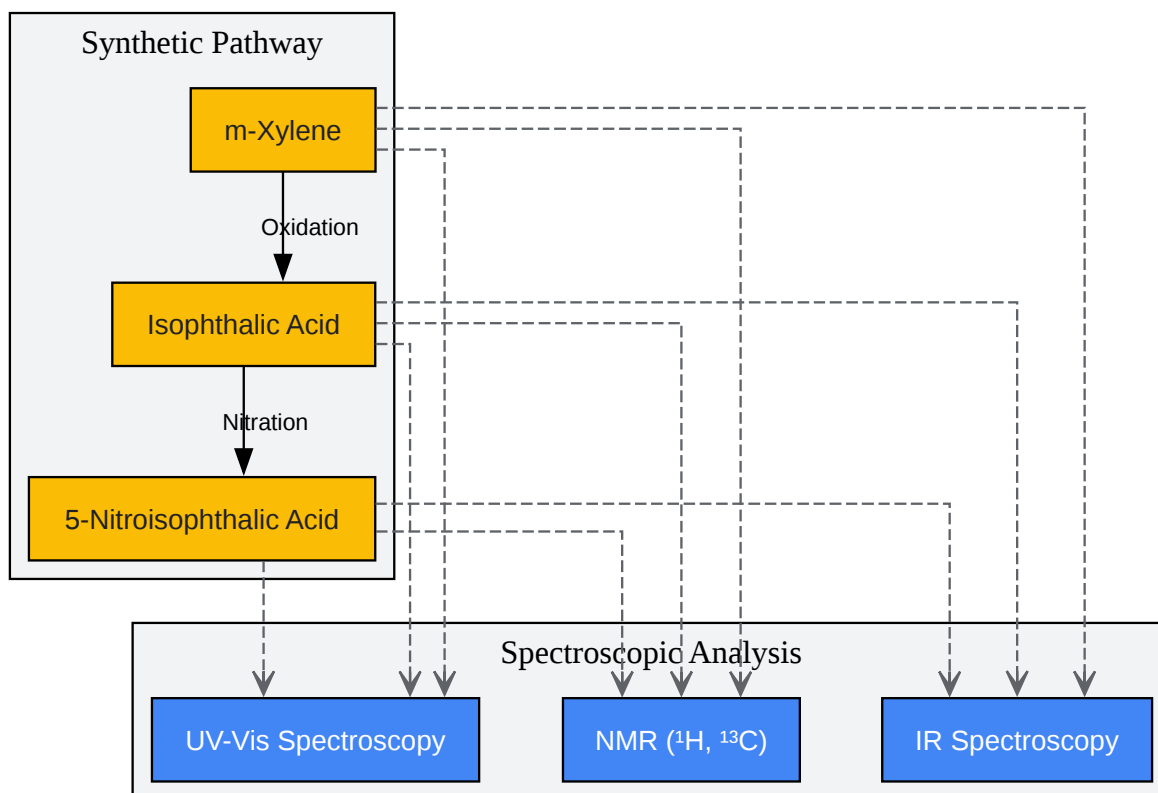 Synthetic Pathway
m-Xylene
Oxidation
Isophthalic Acid
Nitration
5-Nitroisophthalic Acid
Spectroscopic Analysis
UV-Vis Spectroscopy
NMR (¹H, ¹³C)
IR Spectroscopy